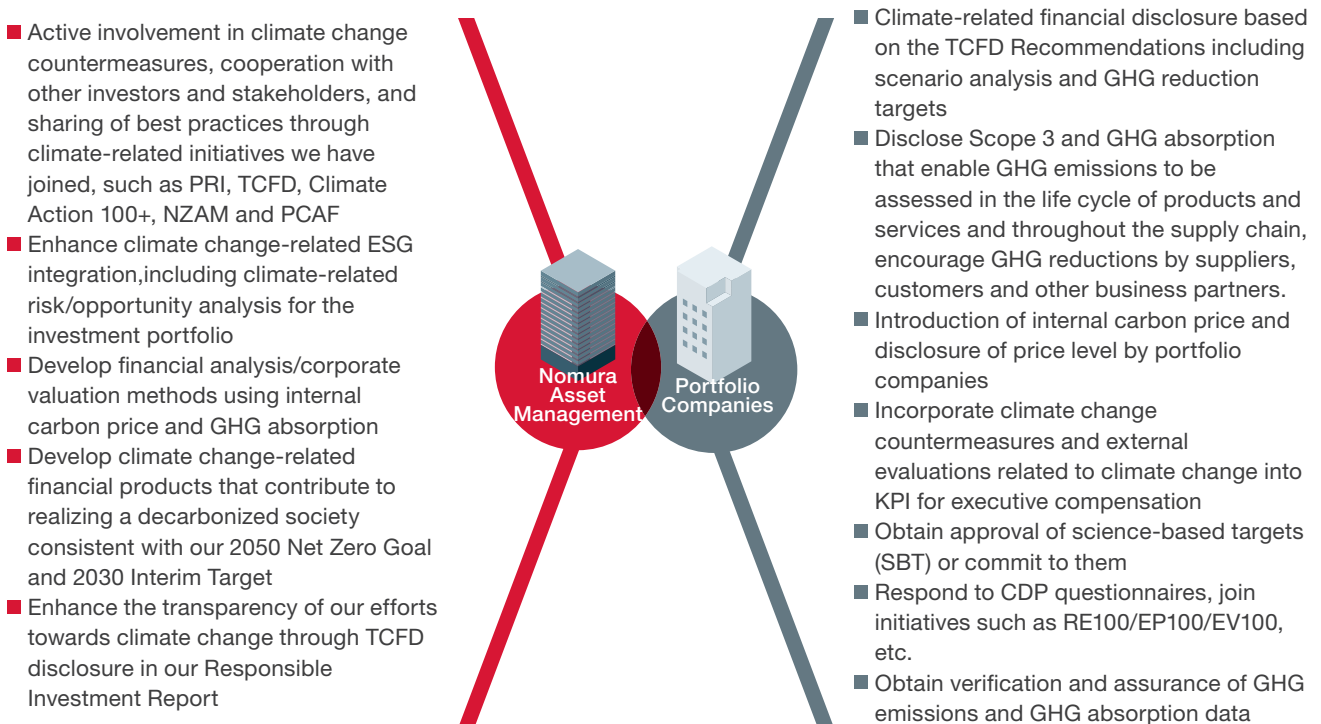 Active involvement in climate change
countermeasures, cooperation with
other investors and stakeholders, and
sharing of best practices through
climate-related initiatives we have
joined, such as PRI, TCFD, Climate
Action 100+, NZAM and PCAF
Enhance climate change-related ESG
integration,including climate-related
risk/opportunity analysis for the
investment portfolio
Develop financial analysis/corporate
valuation methods using internal
carbon price and GHG absorption
Develop climate change-related
financial products that contribute to
realizing a decarbonized society
consistent with our 2050 Net Zero Goal
and 2030 Interim Target
Enhance the transparency of our efforts
towards climate change through TCFD
disclosure in our Responsible
Investment Report
Nomura
Asset
Management
Portfolio
Companies
Climate-related financial disclosure based
on the TCFD Recommendations including
scenario analysis and GHG reduction
targets
Disclose Scope 3 and GHG absorption
that enable GHG emissions to be
assessed in the life cycle of products and
services and throughout the supply chain,
encourage GHG reductions by suppliers,
customers and other business partners.
Introduction of internal carbon price and
disclosure of price level by portfolio
companies
Incorporate climate change
countermeasures and external
evaluations related to climate change into
KPI for executive compensation
Obtain approval of science-based targets
(SBT) or commit to them
Respond to CDP questionnaires, join
initiatives such as RE100/EP100/EV100,
etc.
Obtain verification and assurance of GHG
emissions and GHG absorption data